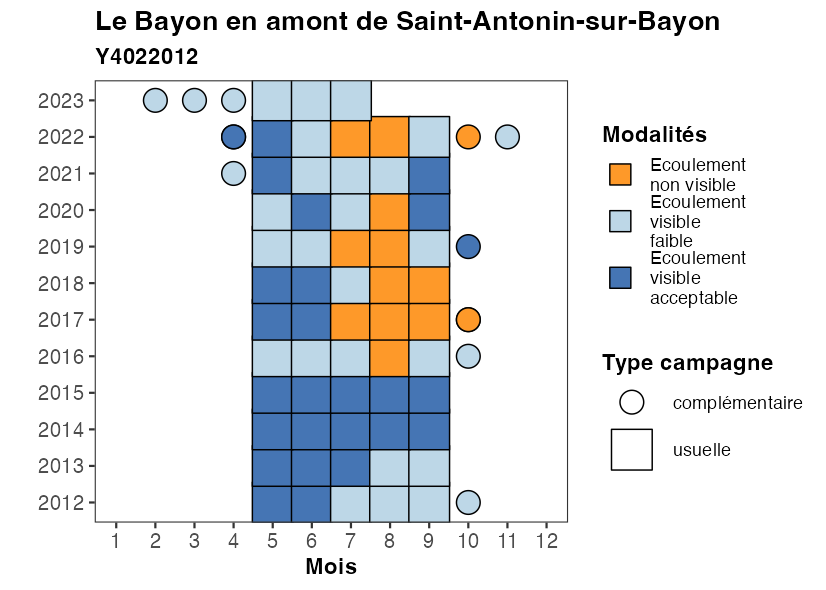 Le Bayon en amont de Saint-Antonin-sur-Bayon
Y4022012
2023
2022
2021
2020
2019
2018
2017
2016
2015
2014
2013
2012
1 2 3 4 5 6 7 8 9 10 11 12
Mois
Modalités
Ecoulement
non visible
Ecoulement
visible
faible
Ecoulement
visible
acceptable
Type campagne
complémentaire
usuelle